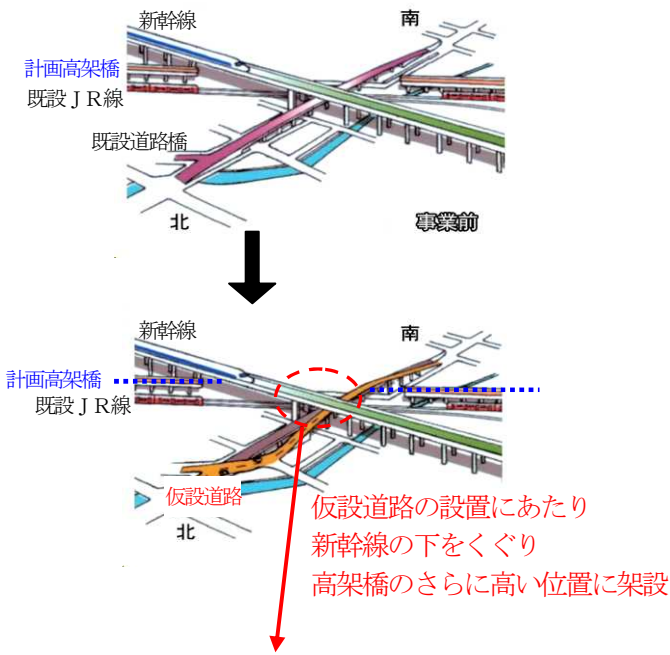 新幹線
南
計画高架橋
既設ＪＲ線
既設道路橋
北
事業前
新幹線
南
計画高架橋
既設ＪＲ線
仮設道路
北
仮設道路の設置にあたり
新幹線の下をくぐり
高架橋のさらに高い位置に架設